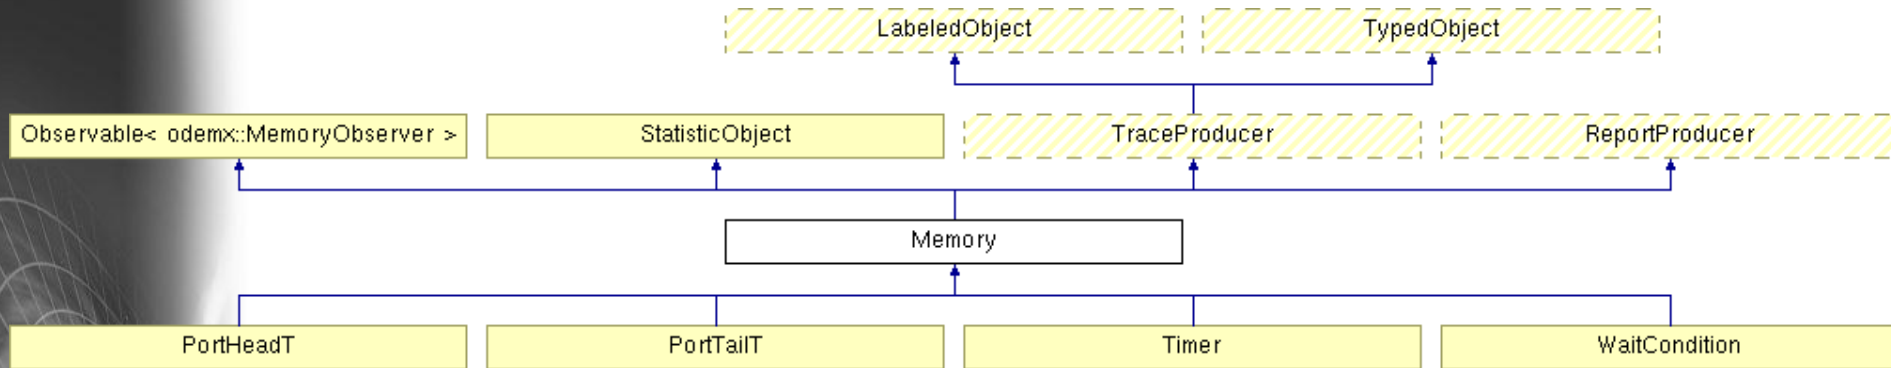 LabeledObject TypedObject
Observable< odemx::MemoryObserver > StatisticObject TraceProducer ReportProducer
Memory
PortHeadT PortTailT Timer WaitCondition